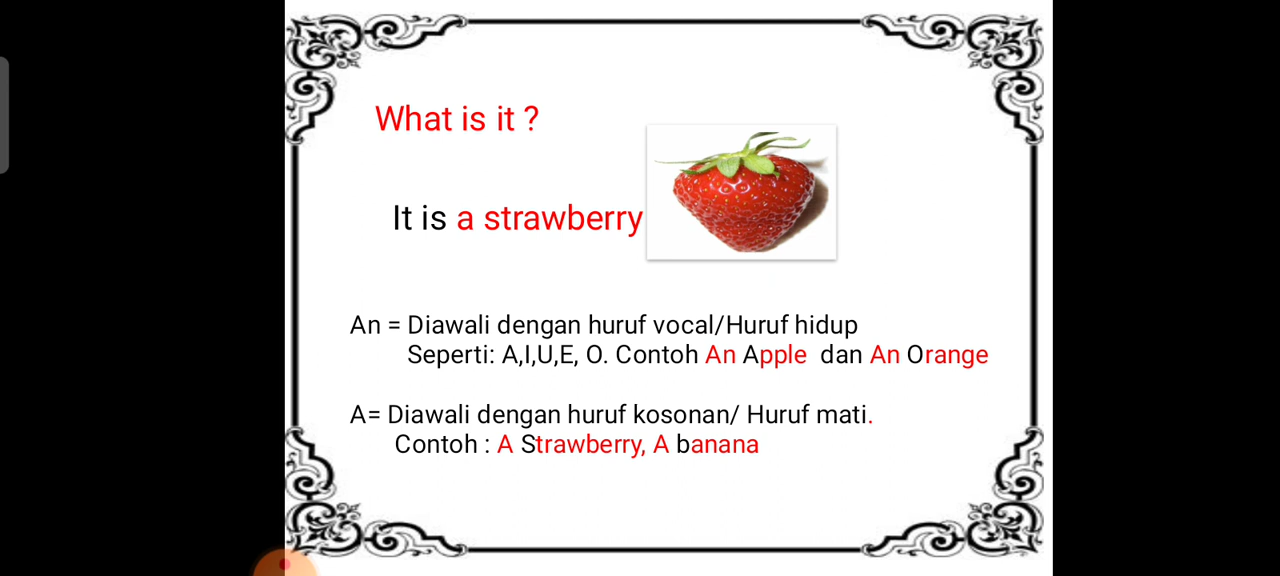 What is it ?
It is a strawberry
An = Diawali dengan huruf vocal/Huruf hidup
Seperti: A,I,U,E, O. Contoh An Apple dan An Orange
A= Diawali dengan huruf kosonan/ Huruf mati.
Contoh : A Strawberry, A banana